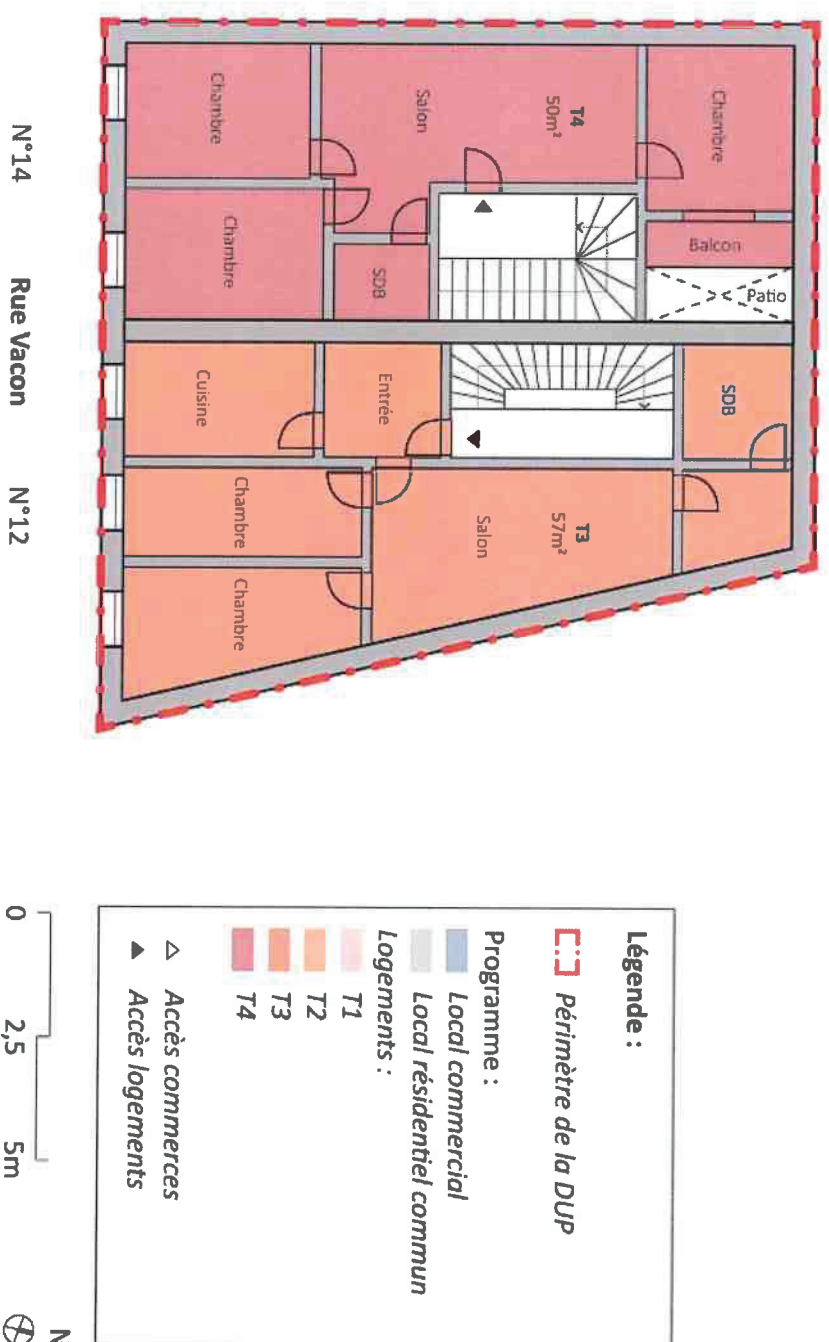 Chambre
Balcon
Patio
T4
50m²
Salon
SDB
Chambre
Chambre
SDB
T3
57m²
Salon
Entrée
Cuisine
Chambre
Chambre
N°14
Rue Vacon
N°12
Légende :
Périmètre de la DUP
Programme :
Local commercial
Local résidentiel commun
Logements :
T1
T2
T3
T4
Accès commerces
Accès logements
0
2,5
5m
N